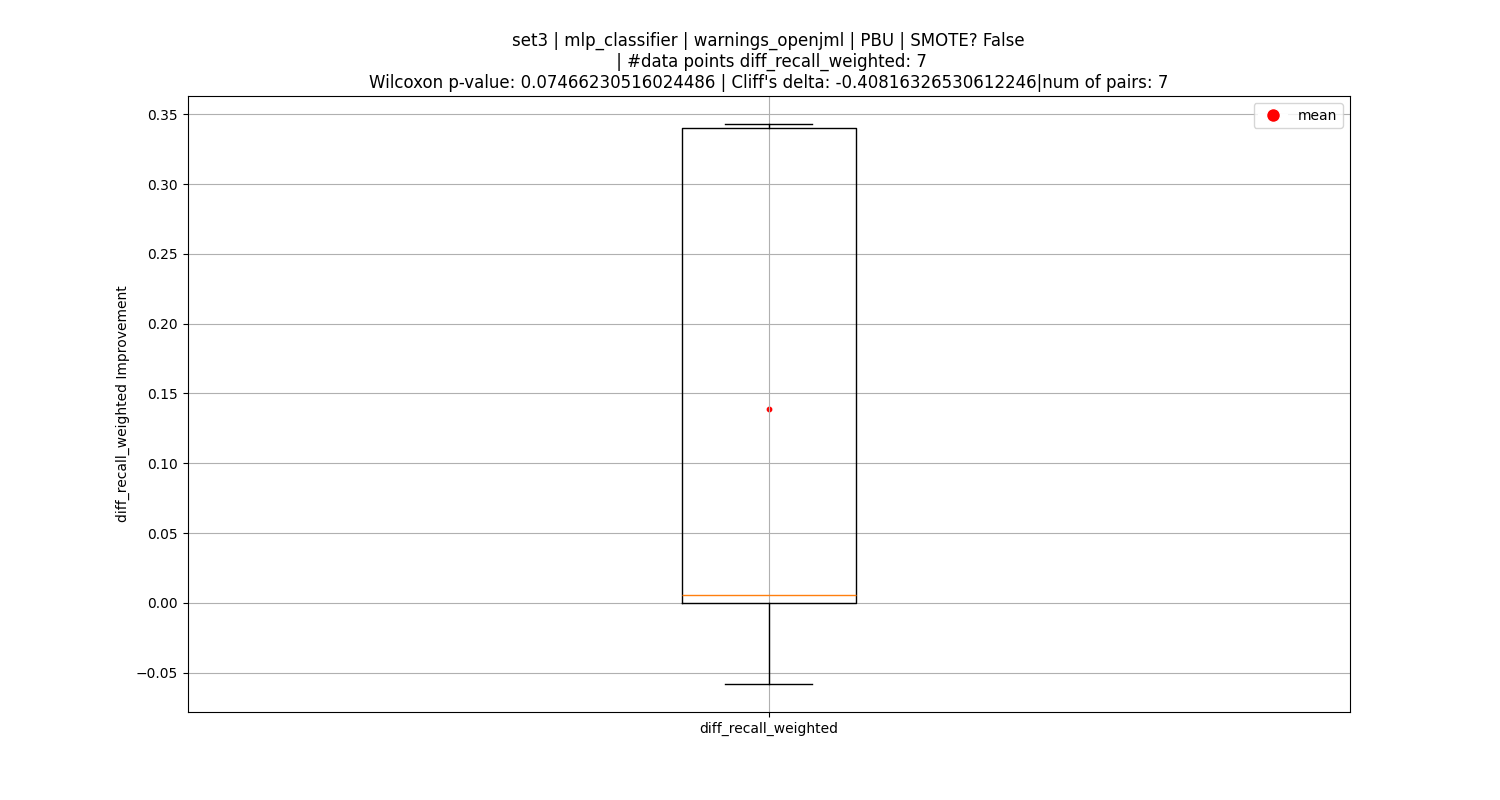 set3 | mlp_classifier | warnings_openjml | PBU | SMOTE? False
| #data points diff_recall_weighted: 7
Wilcoxon p-value: 0.07466230516024486 | Cliff's delta: -0.40816326530612246|num of pairs: 7
mean
0.35
0.30
0.25
0.20
0.15
0.10
0.05
0.00
−0.05
diff_recall_weighted Improvement
diff_recall_weighted